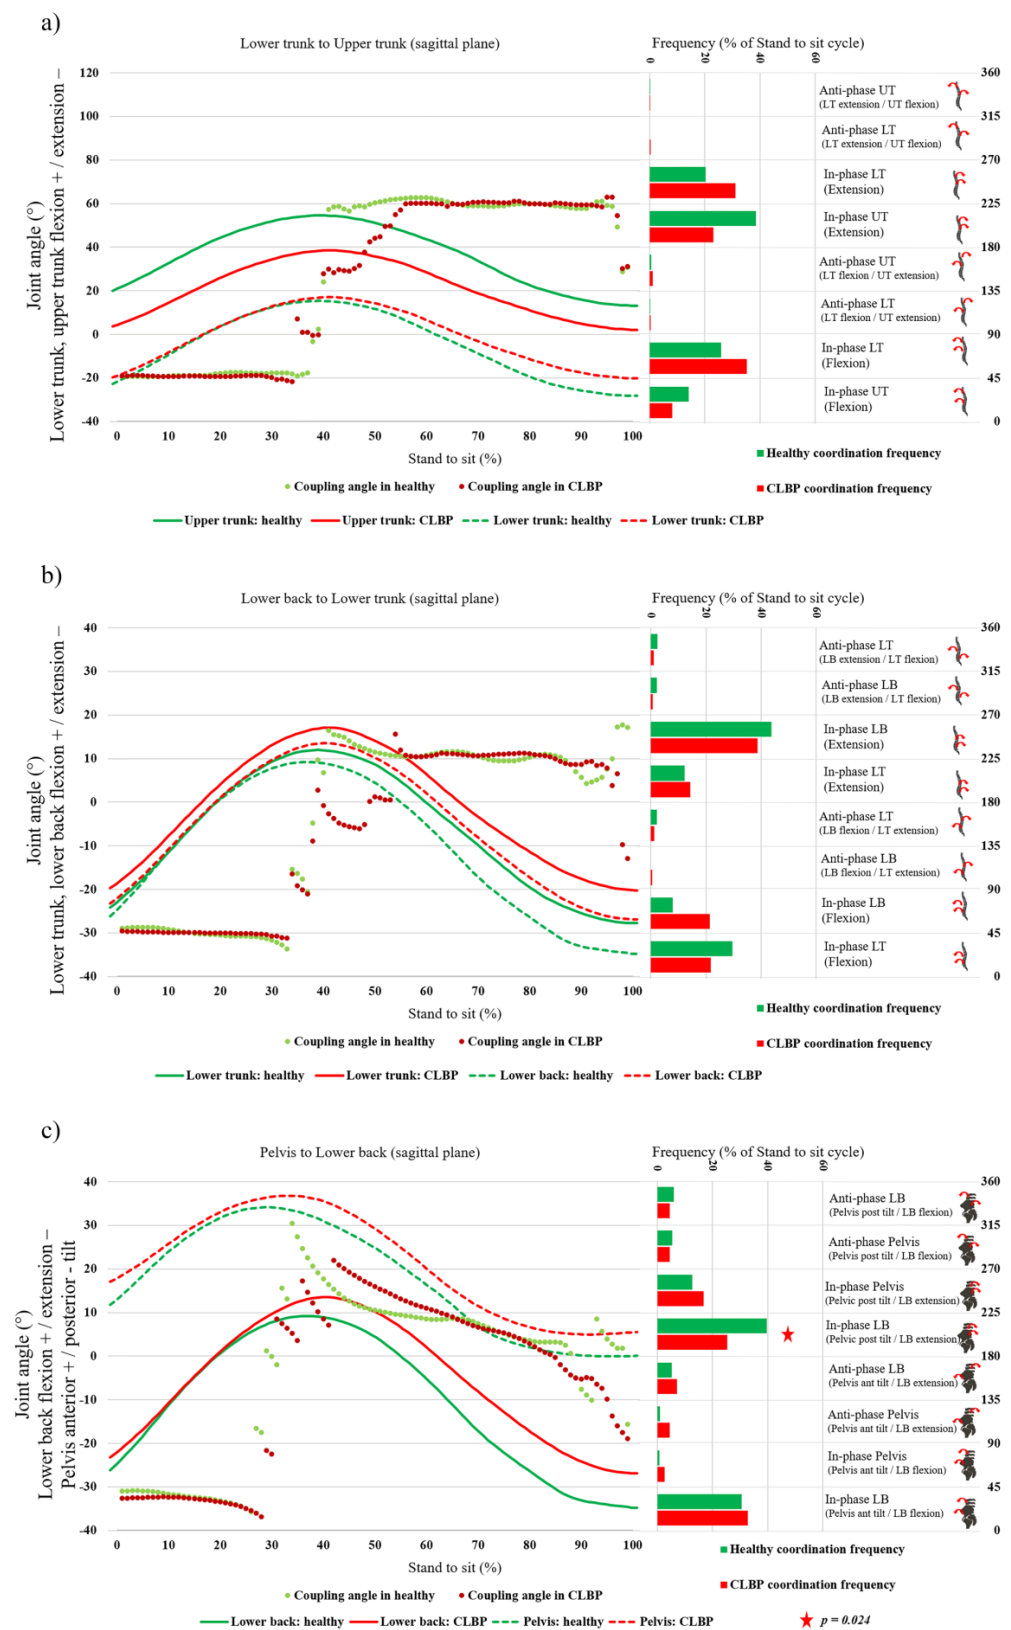 a)
Lower trunk to Upper trunk (sagittal plane)
Frequency (% of Stand to sit cycle)
0 20 40 60
Joint angle (°)
Lower trunk, upper trunk flexion + / extension –
120
100
80
60
40
20
0
-20
-40
0 10 20 30 40 50 60 70 80 90 100
Stand to sit (%)
360
315
270
225
180
135
90
45
0
Anti-phase UT
(LT extension / UT flexion)
Anti-phase LT
(LT extension / UT flexion)
In-phase LT
(Extension)
In-phase UT
(Extension)
Anti-phase UT
(LT flexion / UT extension)
Anti-phase LT
(LT flexion / UT extension)
In-phase LT
(Flexion)
In-phase UT
(Flexion)
Healthy coordination frequency
CLBP coordination frequency
Coupling angle in healthy Coupling angle in CLBP
Upper trunk: healthy Upper trunk: CLBP Lower trunk: healthy Lower trunk: CLBP
b)
Lower back to Lower trunk (sagittal plane)
Frequency (% of Stand to sit cycle)
0 20 40 60
Joint angle (°)
Lower trunk, lower back flexion + / extension –
40
30
20
10
0
-10
-20
-30
-40
0 10 20 30 40 50 60 70 80 90 100
Stand to sit (%)
360
315
270
225
180
135
90
45
0
Anti-phase LT
(LB extension / LT flexion)
Anti-phase LB
(LB extension / LT flexion)
In-phase LB
(Extension)
In-phase LT
(Extension)
Anti-phase LT
(LB flexion / LT extension)
Anti-phase LB
(LB flexion / LT extension)
In-phase LB
(Flexion)
In-phase LT
(Flexion)
Healthy coordination frequency
CLBP coordination frequency
Coupling angle in healthy Coupling angle in CLBP
Lower trunk: healthy Lower trunk: CLBP Lower back: healthy Lower back: CLBP
c)
Pelvis to Lower back (sagittal plane)
Frequency (% of Stand to sit cycle)
0 20 40 60
Joint angle (°)
Lower back flexion + / extension –
Pelvis anterior + / posterior - tilt
40
30
20
10
0
-10
-20
-30
-40
0 10 20 30 40 50 60 70 80 90 100
Stand to sit (%)
360
315
270
225
180
135
90
45
0
Anti-phase LB
(Pelvis post tilt / LB flexion)
Anti-phase Pelvis
(Pelvis post tilt / LB flexion)
In-phase Pelvis
(Pelvic post tilt / LB extension)
In-phase LB
(Pelvic post tilt / LB extension)
Anti-phase LB
(Pelvis ant tilt / LB extension)
Anti-phase Pelvis
(Pelvis ant tilt / LB extension)
In-phase Pelvis
(Pelvis ant tilt / LB flexion)
In-phase LB
(Pelvis ant tilt / LB flexion)
Healthy coordination frequency
CLBP coordination frequency
Coupling angle in healthy Coupling angle in CLBP
Lower back: healthy Lower back: CLBP Pelvis: healthy Pelvis: CLBP
p = 0.024